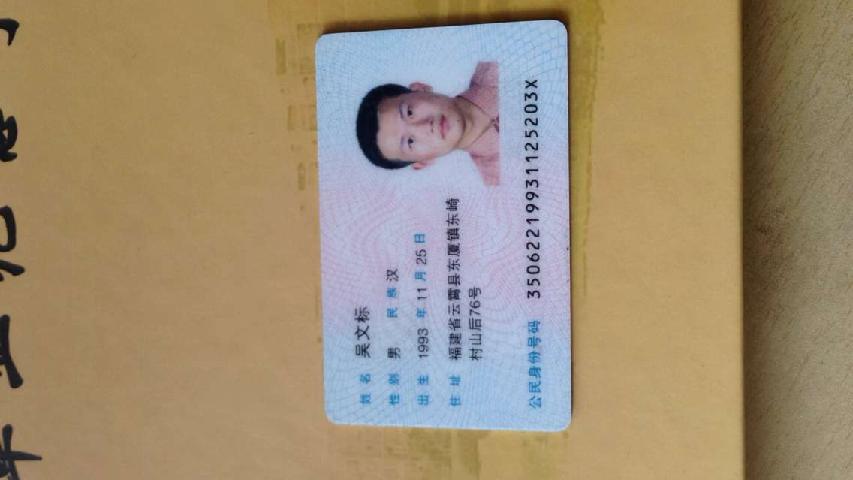 姓名 吴文标
性别 男 民族 汉
出生 1993 年 11 月 25 日
住址 福建省云霄县东厦镇东崎
村山后76号
公民身份号码 35062219931125203X